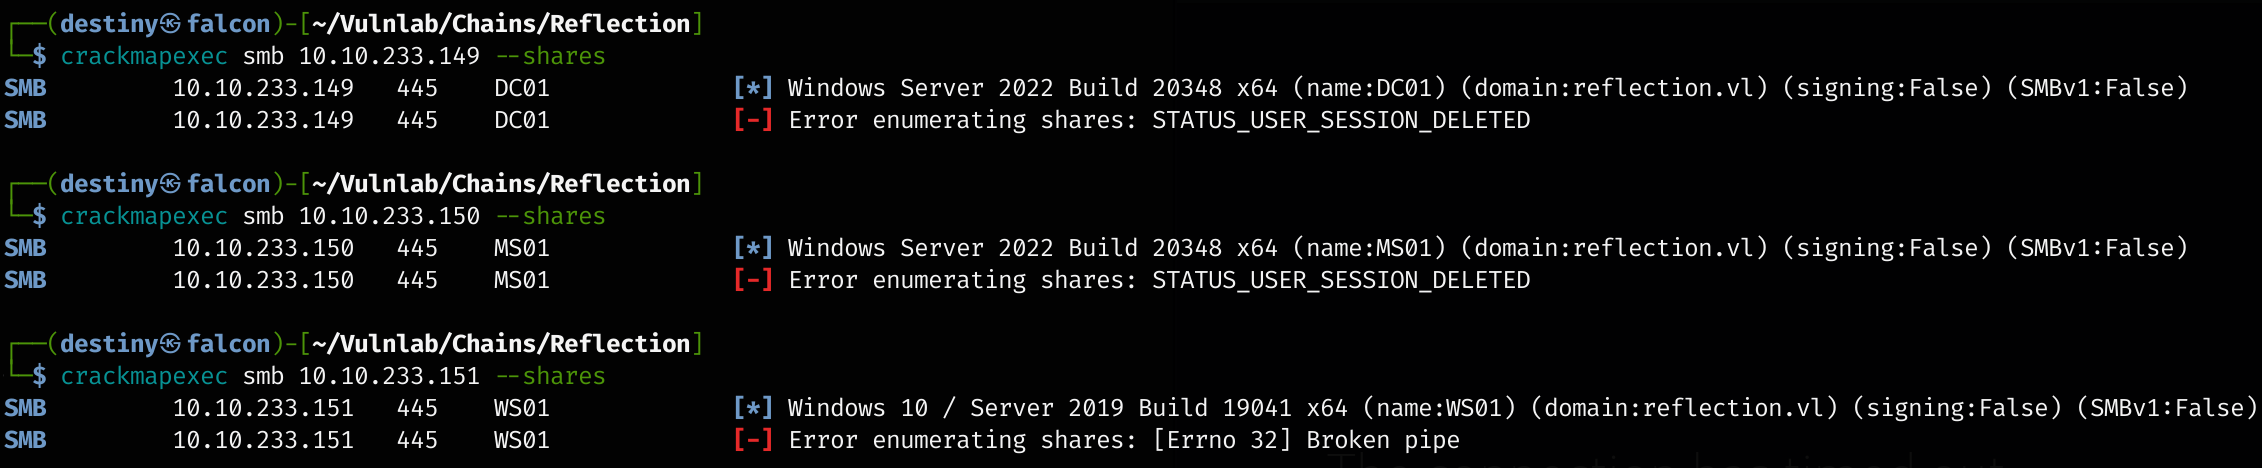 ┌──(destiny㉿falcon)-[~/Vulnlab/Chains/Reflection]
└─$ crackmapexec smb 10.10.233.149 --shares
SMB         10.10.233.149   445    DC01             [*] Windows Server 2022 Build 20348 x64 (name:DC01) (domain:reflection.vl) (signing:False) (SMBv1:False)
SMB         10.10.233.149   445    DC01             [-] Error enumerating shares: STATUS_USER_SESSION_DELETED
┌──(destiny㉿falcon)-[~/Vulnlab/Chains/Reflection]
└─$ crackmapexec smb 10.10.233.150 --shares
SMB         10.10.233.150   445    MS01             [*] Windows Server 2022 Build 20348 x64 (name:MS01) (domain:reflection.vl) (signing:False) (SMBv1:False)
SMB         10.10.233.150   445    MS01             [-] Error enumerating shares: STATUS_USER_SESSION_DELETED
┌──(destiny㉿falcon)-[~/Vulnlab/Chains/Reflection]
└─$ crackmapexec smb 10.10.233.151 --shares
SMB         10.10.233.151   445    WS01             [*] Windows 10 / Server 2019 Build 19041 x64 (name:WS01) (domain:reflection.vl) (signing:False) (SMBv1:False)
SMB         10.10.233.151   445    WS01             [-] Error enumerating shares: [Errno 32] Broken pipe